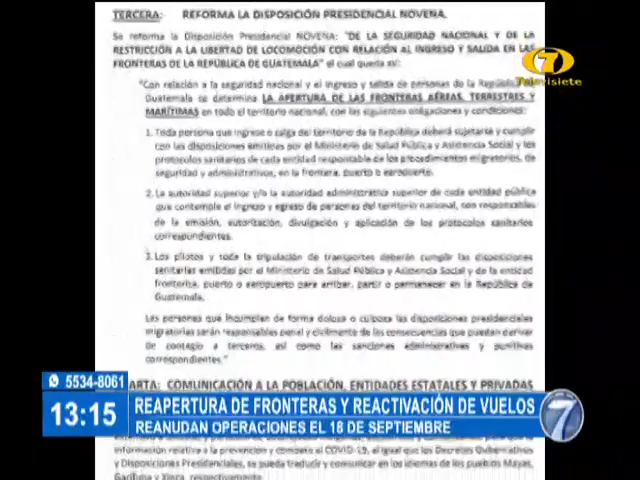 TERCERA: REFORMA LA DISPOSICIÓN PRESIDENCIAL NOVENA.
Se reforma la Disposición Presidencial NOVENA: "DE LA SEGURIDAD NACIONAL Y DE LA
RESTRICCIÓN A LA LIBERTAD DE LOCOMOCIÓN CON RELACIÓN AL INGRESO Y SALIDA EN LAS
FRONTERAS DE LA REPÚBLICA DE GUATEMALA" el cual queda así:
7
Televisiete
"Con relación a la seguridad nacional y el ingreso y salida de personas de la República de
Guatemala se determina LA APERTURA DE LAS FRONTERAS AÉREAS, TERRESTRES Y
MARÍTIMAS en todo el territorio nacional, con las siguientes obligaciones y condiciones:
1. Toda persona que ingrese o salga del territorio de la República deberá sujetarse y cumplir
con las disposiciones emitidas por el Ministerio de Salud Pública y Asistencia Social y los
protocolos sanitarios de cada entidad responsable de los procedimientos migratorios, de
seguridad y administrativos, en la frontera, puerto o aeropuerto.
2. La autoridad superior y/o la autoridad administrativa superior de cada entidad pública
que contemple el ingreso y egreso de personas del territorio nacional, son responsables
de la emisión, autorización, divulgación y aplicación de los protocolos sanitarios
correspondientes.
3. Los pilotos y toda la tripulación de transportes deberán cumplir las disposiciones
sanitarias emitidas por el Ministerio de Salud Pública y Asistencia Social y de la entidad
fronteriza, puerto o aeropuerto para arribar, partir o permanecer en la República de
Guatemala.
Las personas que incumplan de forma dolosa o culposa las disposiciones presidenciales
migratorias serán responsables penal y civilmente de las consecuencias que puedan derivar
de contagio a terceros, así como las sanciones administrativas y punitivas
correspondientes."
5534-8061
ARTA: COMUNICACIÓN A LA POBLACIÓN, ENTIDADES ESTATALES Y PRIVADAS
13:15
REAPERTURA DE FRONTERAS Y REACTIVACIÓN DE VUELOS
REANUDAN OPERACIONES EL 18 DE SEPTIEMBRE
7
información relativa a la prevención y combate al COVID-19, al igual que los Decretos Gubernativos
y Disposiciones Presidenciales, se pueda traducir y comunicar en los idiomas de los pueblos Mayas,
Garífuna y Xinca, respectivamente.